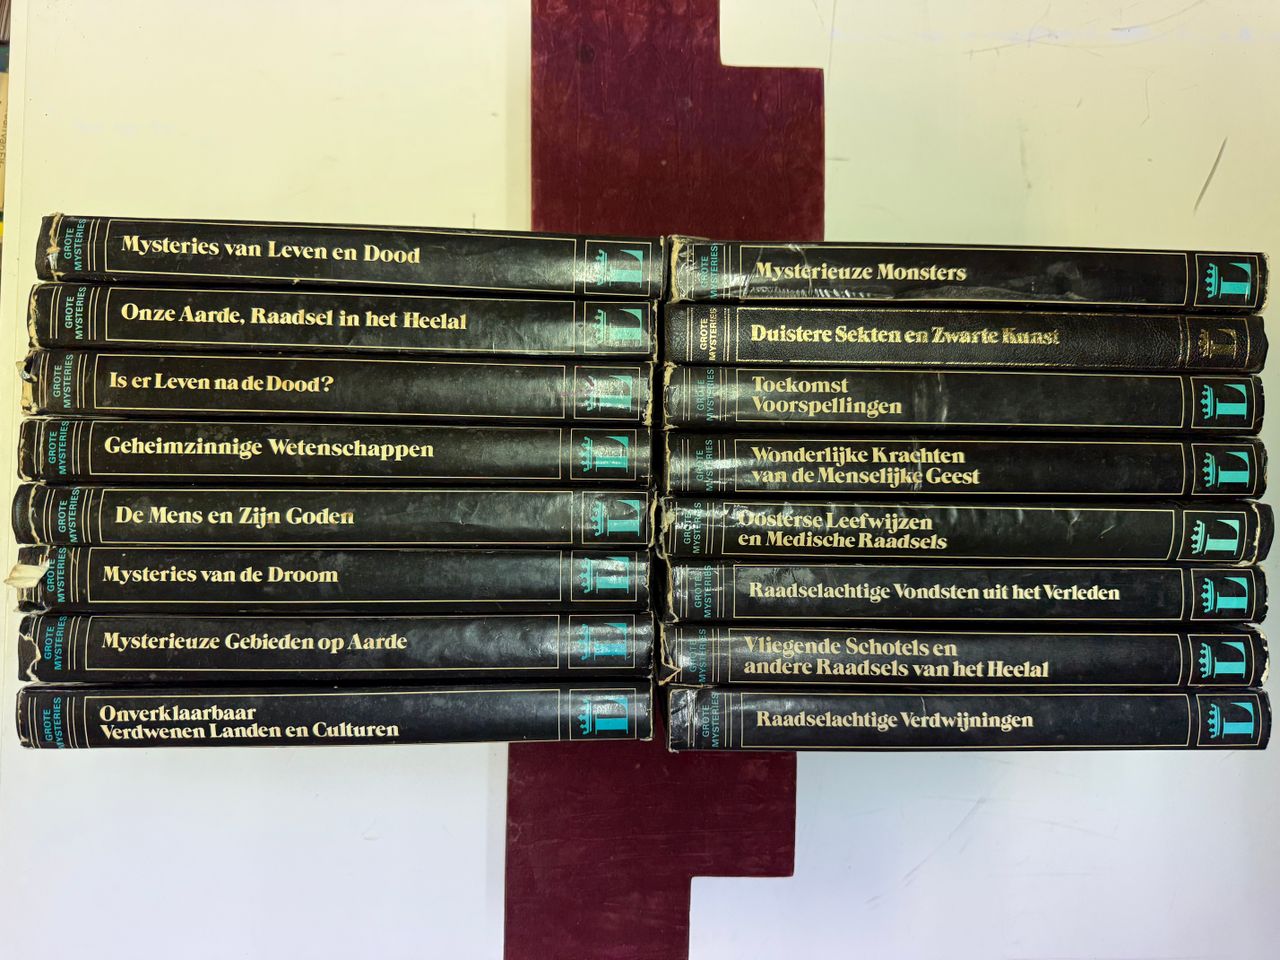 GROTE
MYSTERIES
Mysteries van Leven en Dood
L
GROTE
MYSTERIES
Onze Aarde, Raadsel in het Heelal
L
GROTE
MYSTERIES
Is er Leven na de Dood?
L
GROTE
MYSTERIES
Geheimzinnige Wetenschappen
L
GROTE
MYSTERIES
De Mens en Zijn Goden
L
GROTE
MYSTERIES
Mysteries van de Droom
L
GROTE
MYSTERIES
Mysterieuze Gebieden op Aarde
L
GROTE
MYSTERIES
Onverklaarbaar
Verdwenen Landen en Culturen
L
GROTE
MYSTERIES
Mysterieuze Monsters
L
GROTE
MYSTERIES
Duistere Sekten en Zwarte Kunst
L
GROTE
MYSTERIES
Toekomst
Voorspellingen
L
GROTE
MYSTERIES
Wonderlijke Krachten
van de Menselijke Geest
L
GROTE
MYSTERIES
Oosterse Leefwijzen
en Medische Raadsels
L
GROTE
MYSTERIES
Raadselachtige Vondsten uit het Verleden
L
GROTE
MYSTERIES
Vliegende Schotels en
andere Raadsels van het Heelal
L
GROTE
MYSTERIES
Raadselachtige Verdwijningen
L